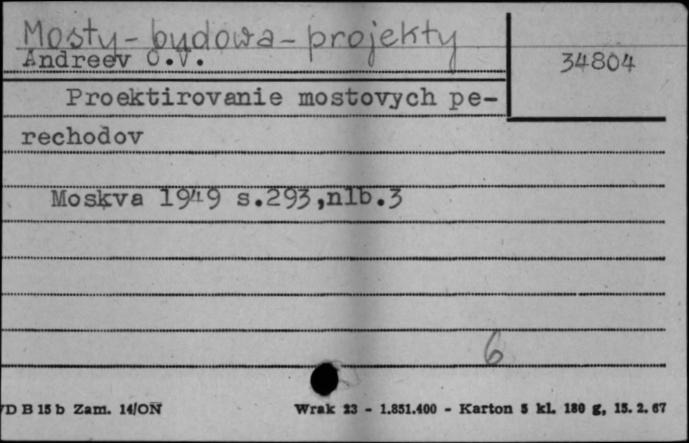 Mosty - budowa - projekty
Andreev O.V.
34804
Proektirovanie mostovych pe-
rechodov
Moskva 1949 s.293,nlb.3
6
/D B 15 b Zam. 14/ON Wrak 23 - 1.851.400 - Karton 5 kl. 180 g, 15. 2. 67